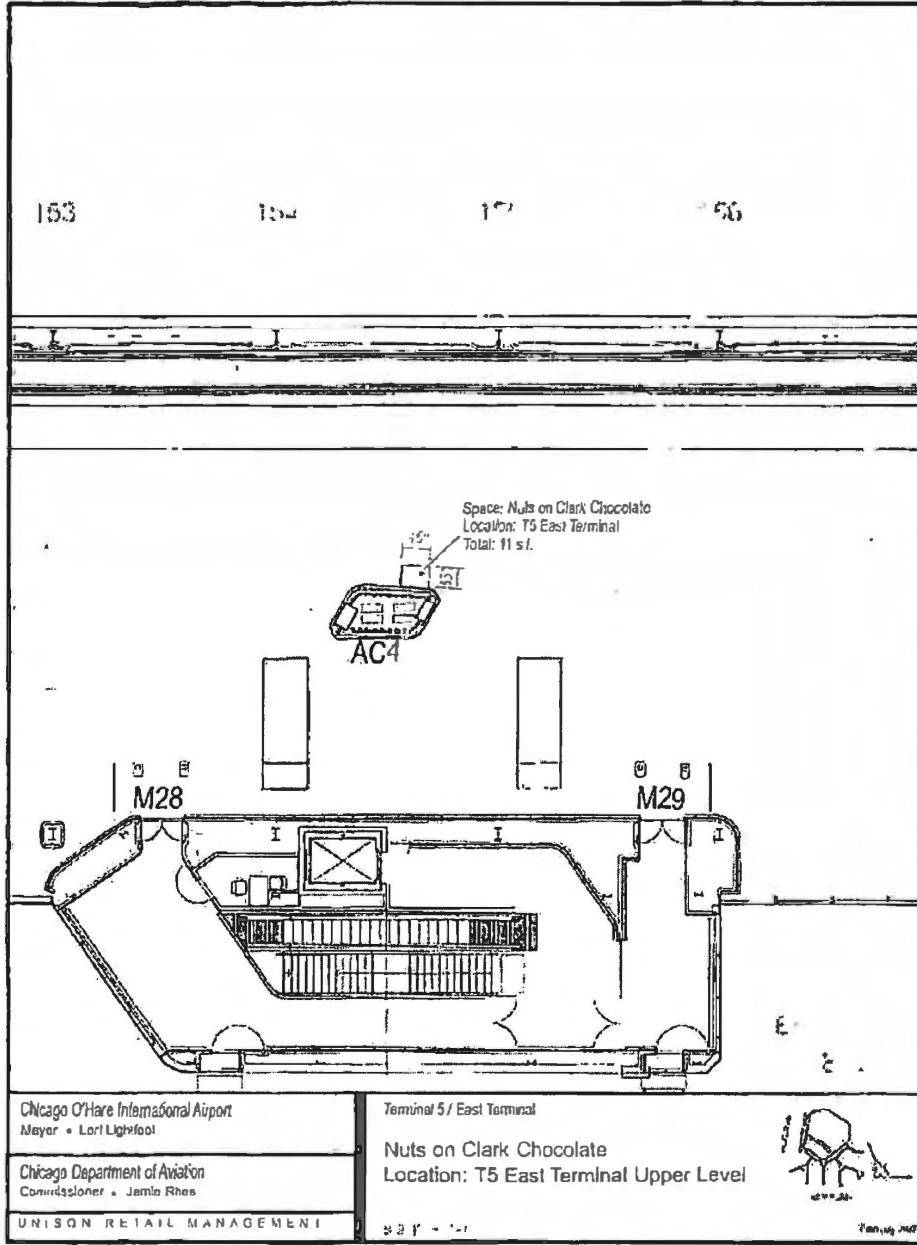 153
Space: Nuts on Clark Chocolate
Location: T5 East Terminal
Total: 11 s.f.
AC4
M28
M29
E
Chicago O'Hare International Airport
Mayor • Lori Lightfoot
Terminal 5 / East Terminal
Nuts on Clark Chocolate
Location: T5 East Terminal Upper Level
Chicago Department of Aviation
Commissioner • Jamie Rhee
UNISON RETAIL MANAGEMENT